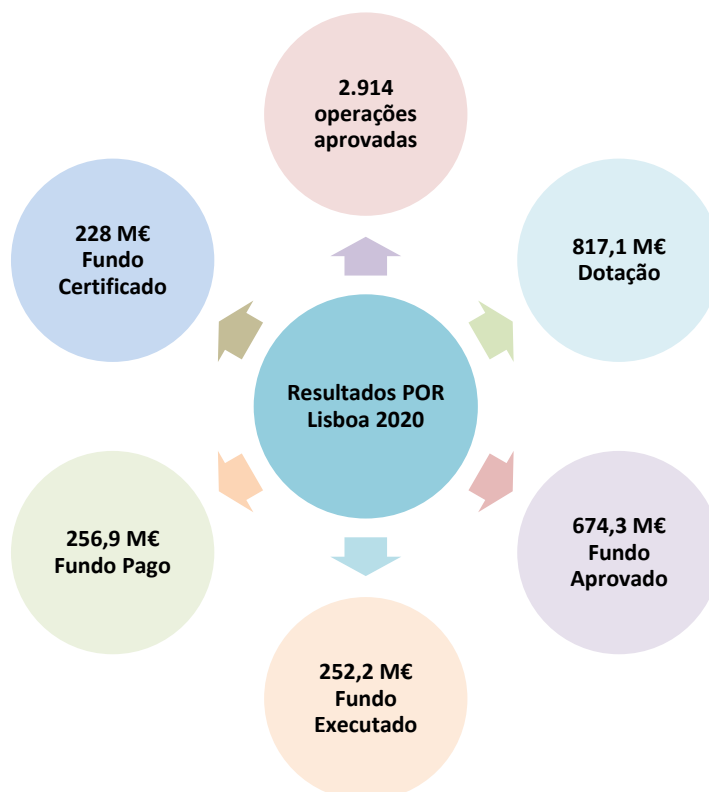 2.914
operações
aprovadas
228 M€
Fundo
Certificado
817,1 M€
Dotação
Resultados POR
Lisboa 2020
256,9 M€
Fundo Pago
674,3 M€
Fundo
Aprovado
252,2 M€
Fundo
Executado